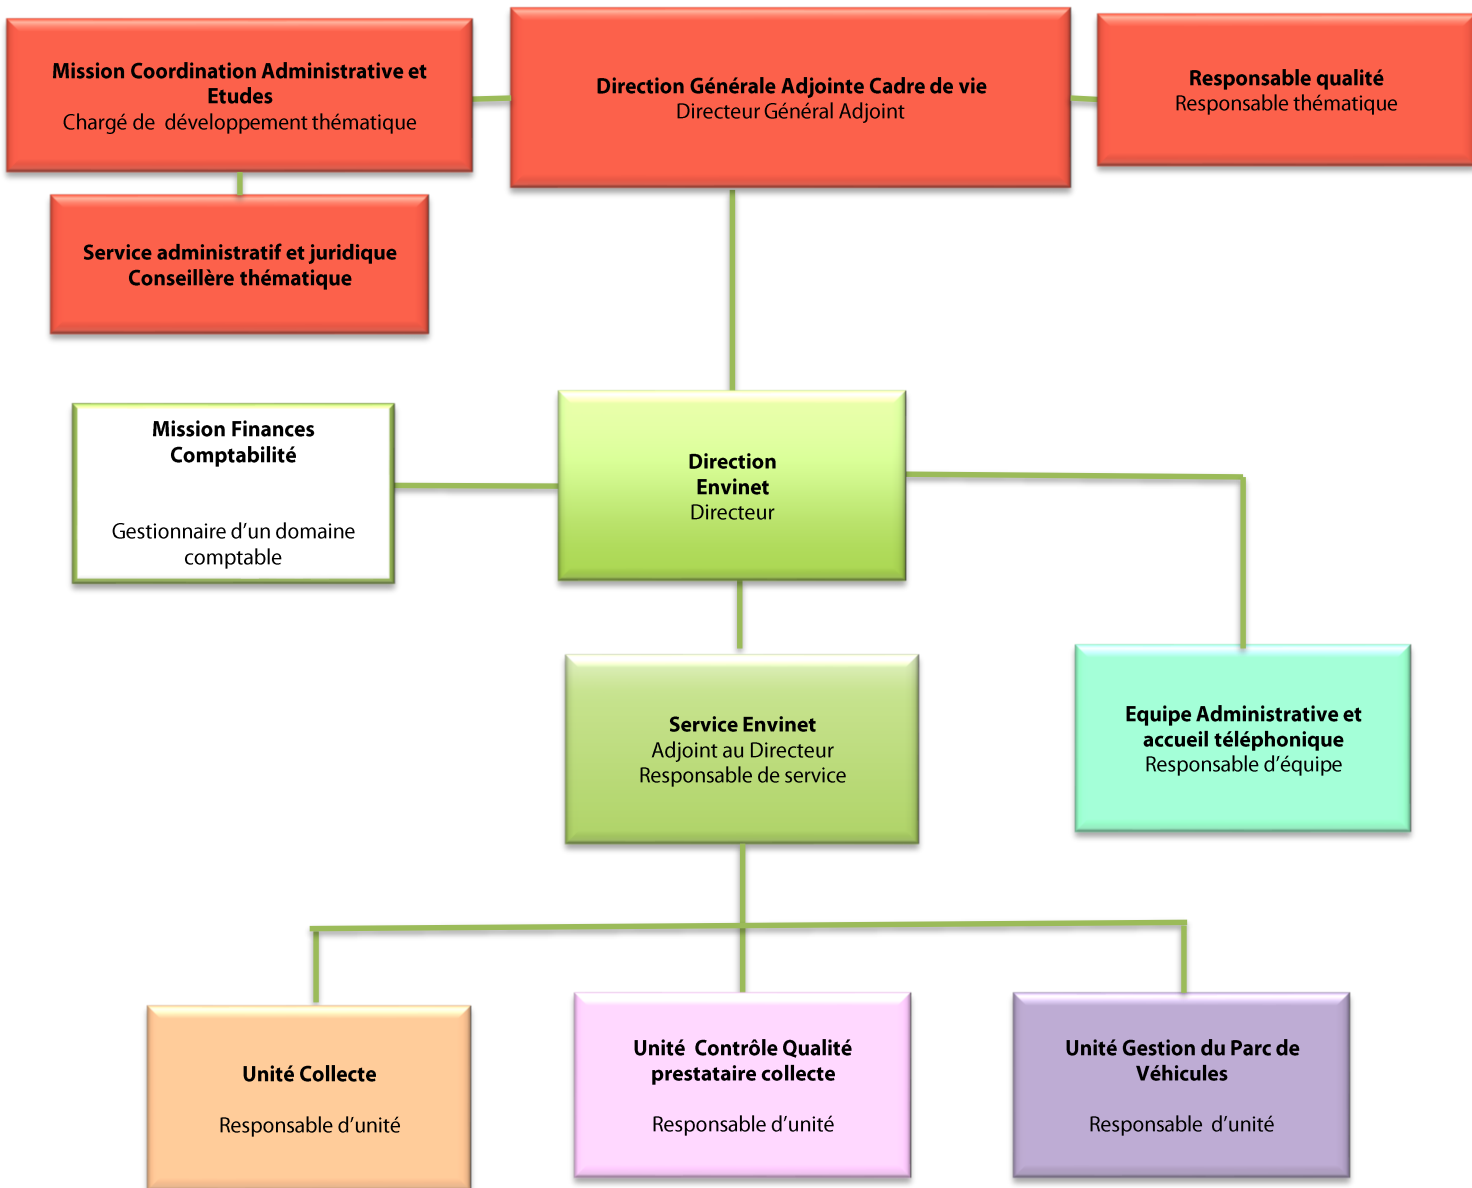 Mission Coordination Administrative et
Etudes
Chargé de développement thématique
Direction Générale Adjointe Cadre de vie
Directeur Général Adjoint
Responsable qualité
Responsable thématique
Service administratif et juridique
Conseillère thématique
Mission Finances
Comptabilité
Gestionnaire d’un domaine
comptable
Direction
Envinet
Directeur
Service Envinet
Adjoint au Directeur
Responsable de service
Equipe Administrative et
accueil téléphonique
Responsable d’équipe
Unité Collecte
Responsable d’unité
Unité Contrôle Qualité
prestataire collecte
Responsable d’unité
Unité Gestion du Parc de
Véhicules
Responsable d’unité